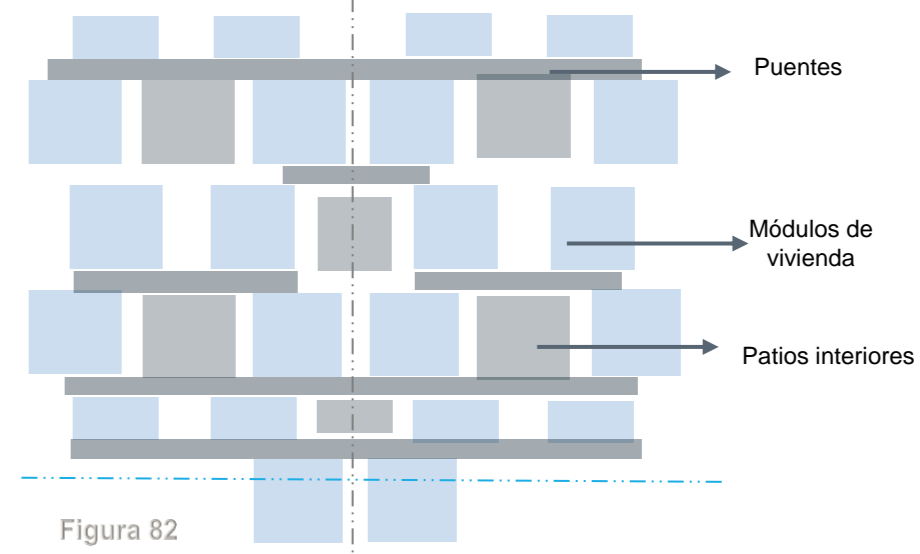 Puentes
Módulos de
vivienda
Patios interiores
Figura 82